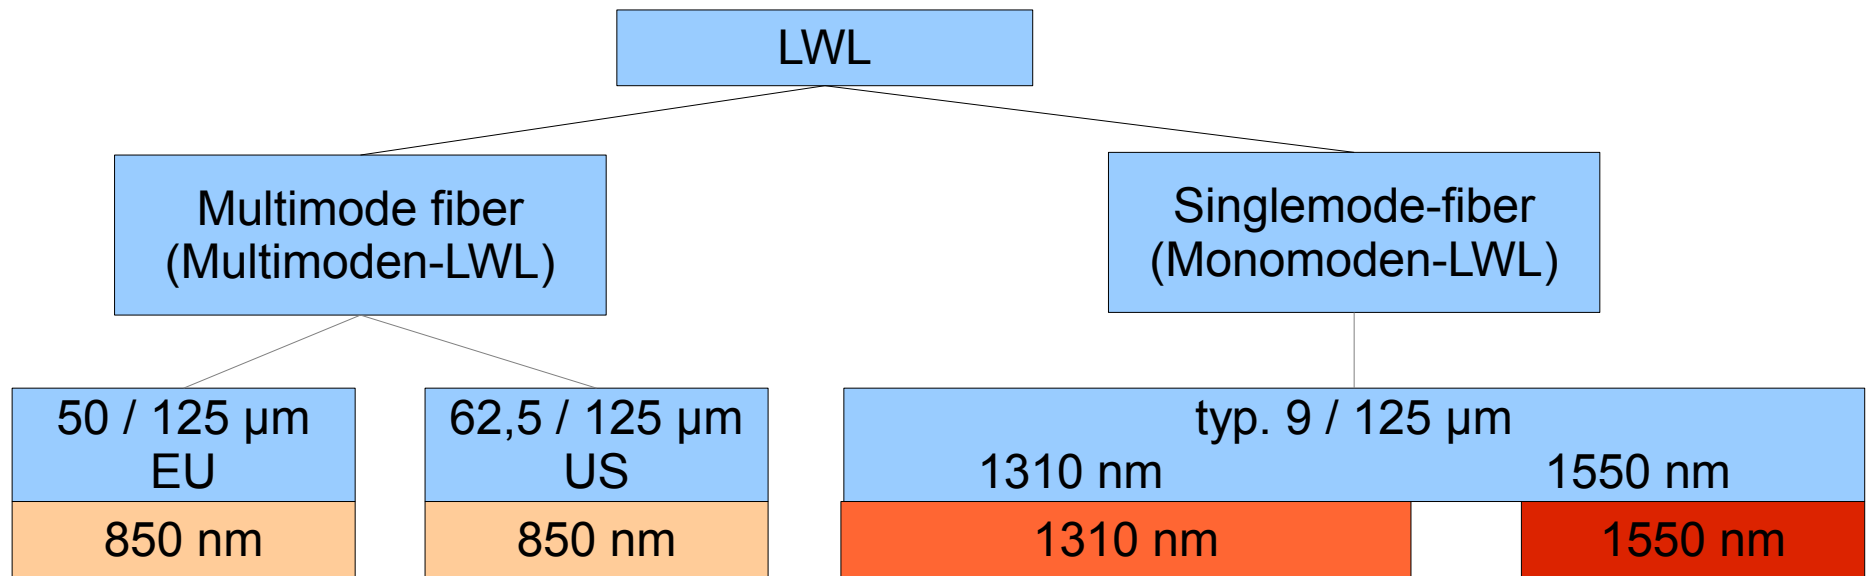 LWL
Multimode fiber
(Multimoden-LWL)
Singlemode-fiber
(Monomoden-LWL)
50 / 125 µm
EU
850 nm
62,5 / 125 µm
US
850 nm
typ. 9 / 125 µm
1310 nm 1550 nm
1310 nm 1550 nm